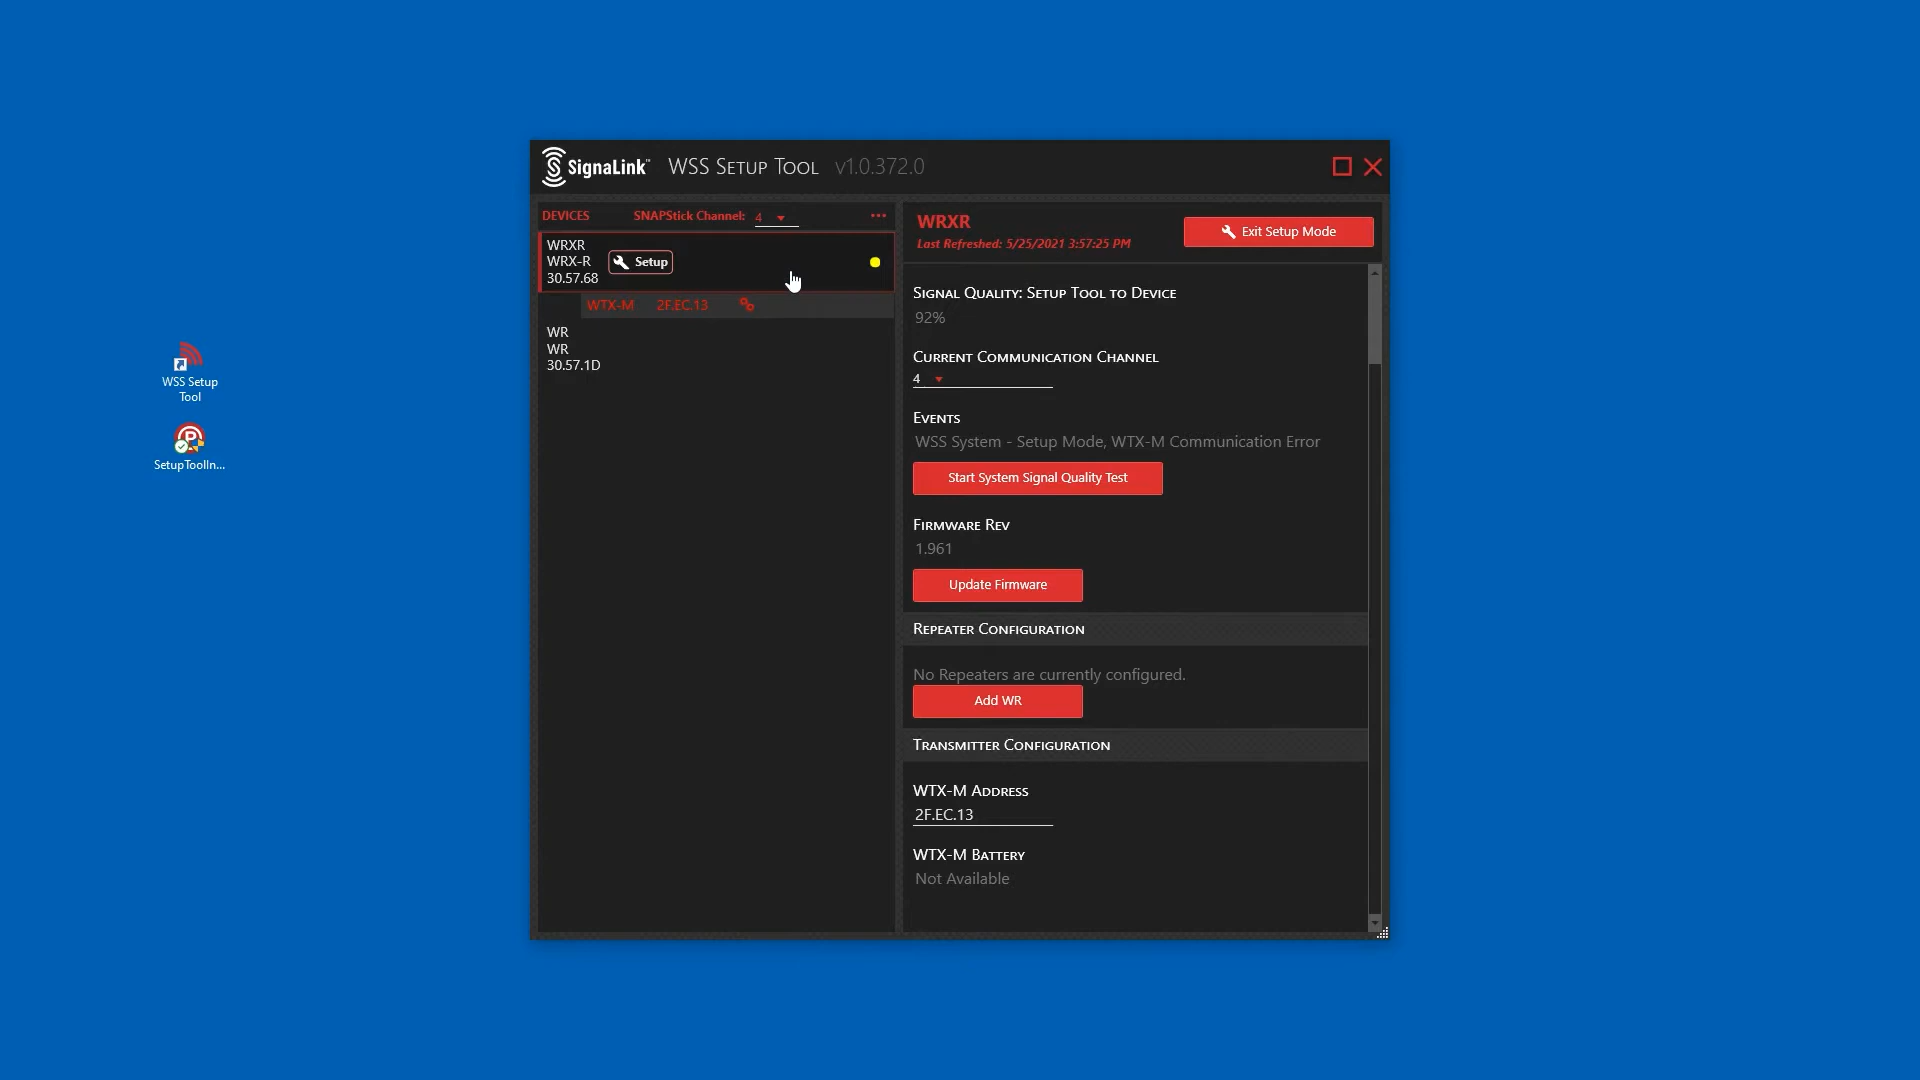 SignaLink™ WSS Setup Tool v1.0.372.0
DEVICES SNAPStick Channel: 4 ...
WRXR
WRX-R
30.57.68
Setup
WTX-M 2F.EC.13
WR
WR
30.57.1D
WRXR
Last Refreshed: 5/25/2021 3:57:25 PM
Exit Setup Mode
Signal Quality: Setup Tool to Device
92%
Current Communication Channel
4
Events
WSS System - Setup Mode, WTX-M Communication Error
Start System Signal Quality Test
Firmware Rev
1.961
Update Firmware
Repeater Configuration
No Repeaters are currently configured.
Add WR
Transmitter Configuration
WTX-M Address
2F.EC.13
WTX-M Battery
Not Available
WSS Setup
Tool
SetupToolIn...